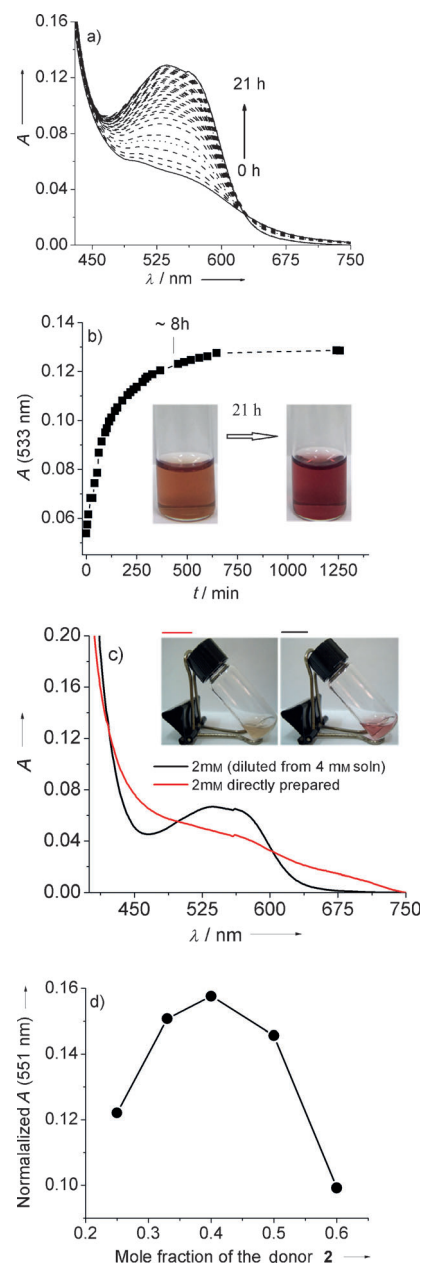 a)
0.16
0.12
0.08
0.04
0.00
A
21 h
0 h
450 525 600 675 750
λ / nm
b)
~ 8h
0.14
0.12
0.10
0.08
0.06
A (533 nm)
21 h
0 250 500 750 1000 1250
t / min
c)
0.20
0.16
0.12
0.08
0.04
0.00
A
2mM (diluted from 4 mM soln)
2mM directly prepared
450 525 600 675 750
λ / nm
d)
0.16
0.14
0.12
0.10
Normalalized A (551 nm)
0.2 0.3 0.4 0.5 0.6
Mole fraction of the donor 2